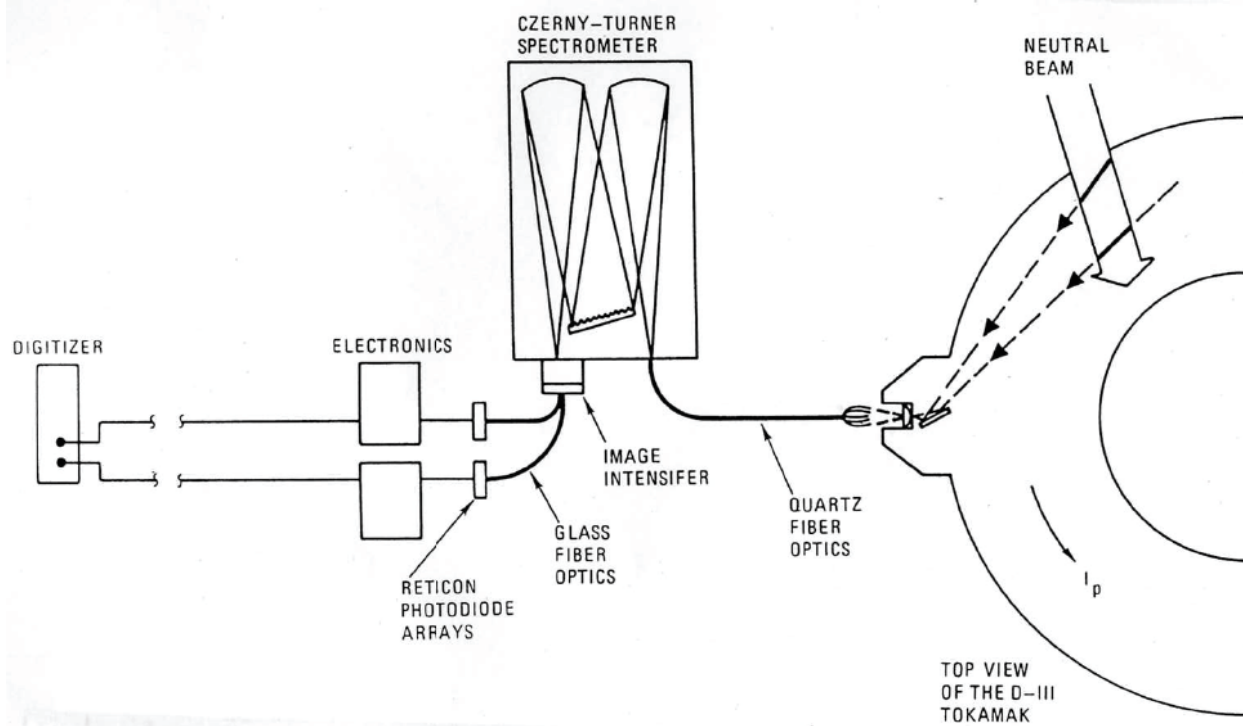 CZERNY-TURNER
SPECTROMETER
NEUTRAL
BEAM
DIGITIZER
ELECTRONICS
IMAGE
INTENSIFER
QUARTZ
FIBER
OPTICS
GLASS
FIBER
OPTICS
RETICON
PHOTODIODE
ARRAYS
Ip
TOP VIEW
OF THE D-III
TOKAMAK